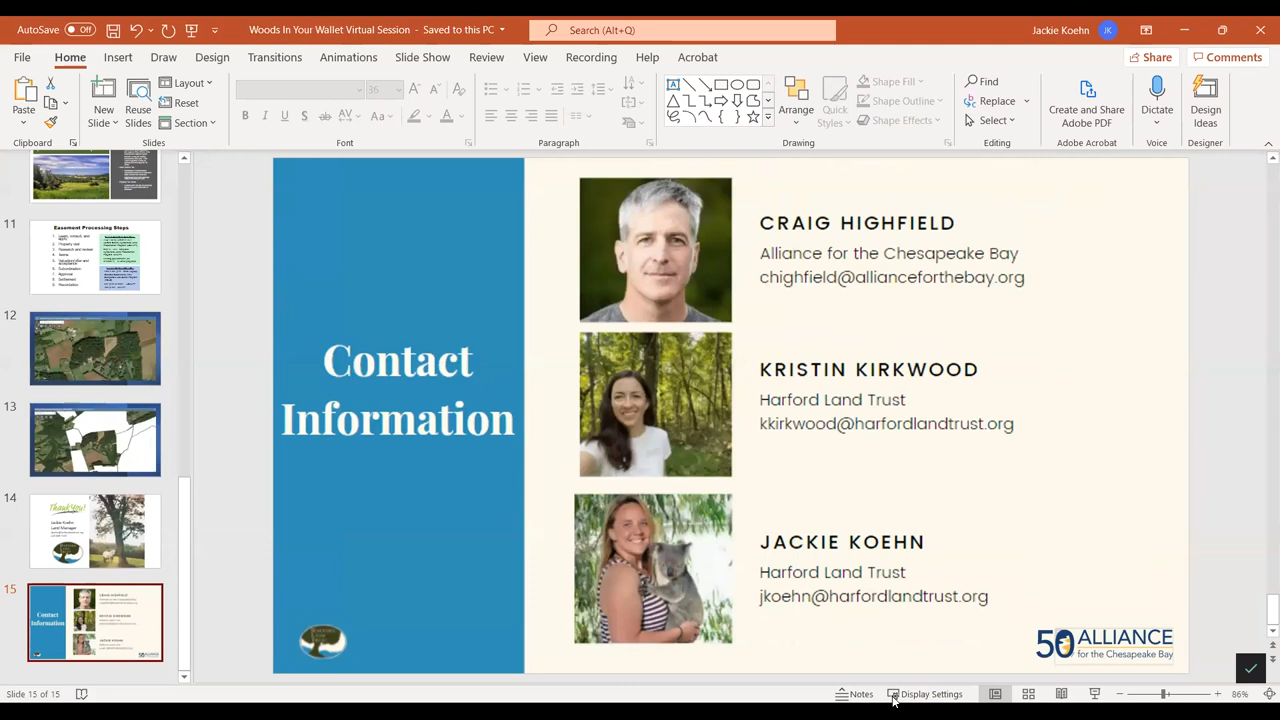 AutoSave Off
Woods In Your Wallet Virtual Session - Saved to this PC
Search (Alt+Q)
Jackie Koehn JK
File Home Insert Draw Design Transitions Animations Slide Show Review View Recording Help Acrobat
Share Comments
Paste
New Slide
Reuse Slides
Layout
Reset
Section
36
Arrange
Quick Styles
Shape Fill
Shape Outline
Shape Effects
Find
Replace
Select
Create and Share Adobe PDF
Dictate
Design Ideas
Clipboard Slides Font Paragraph Drawing Editing Adobe Acrobat Voice Designer
11
Easement Processing Steps
12
13
14
Thank You!
Jackie Koehn
Land Manager
15
Contact
Information
CRAIG HIGHFIELD
Alliance for the Chesapeake Bay
chighfield@allianceforthebay.org
KRISTIN KIRKWOOD
Harford Land Trust
kkirkwood@harfordlandtrust.org
JACKIE KOEHN
Harford Land Trust
jkoehn@harfordlandtrust.org
50 ALLIANCE
for the Chesapeake Bay
Slide 15 of 15
Notes Display Settings
86%